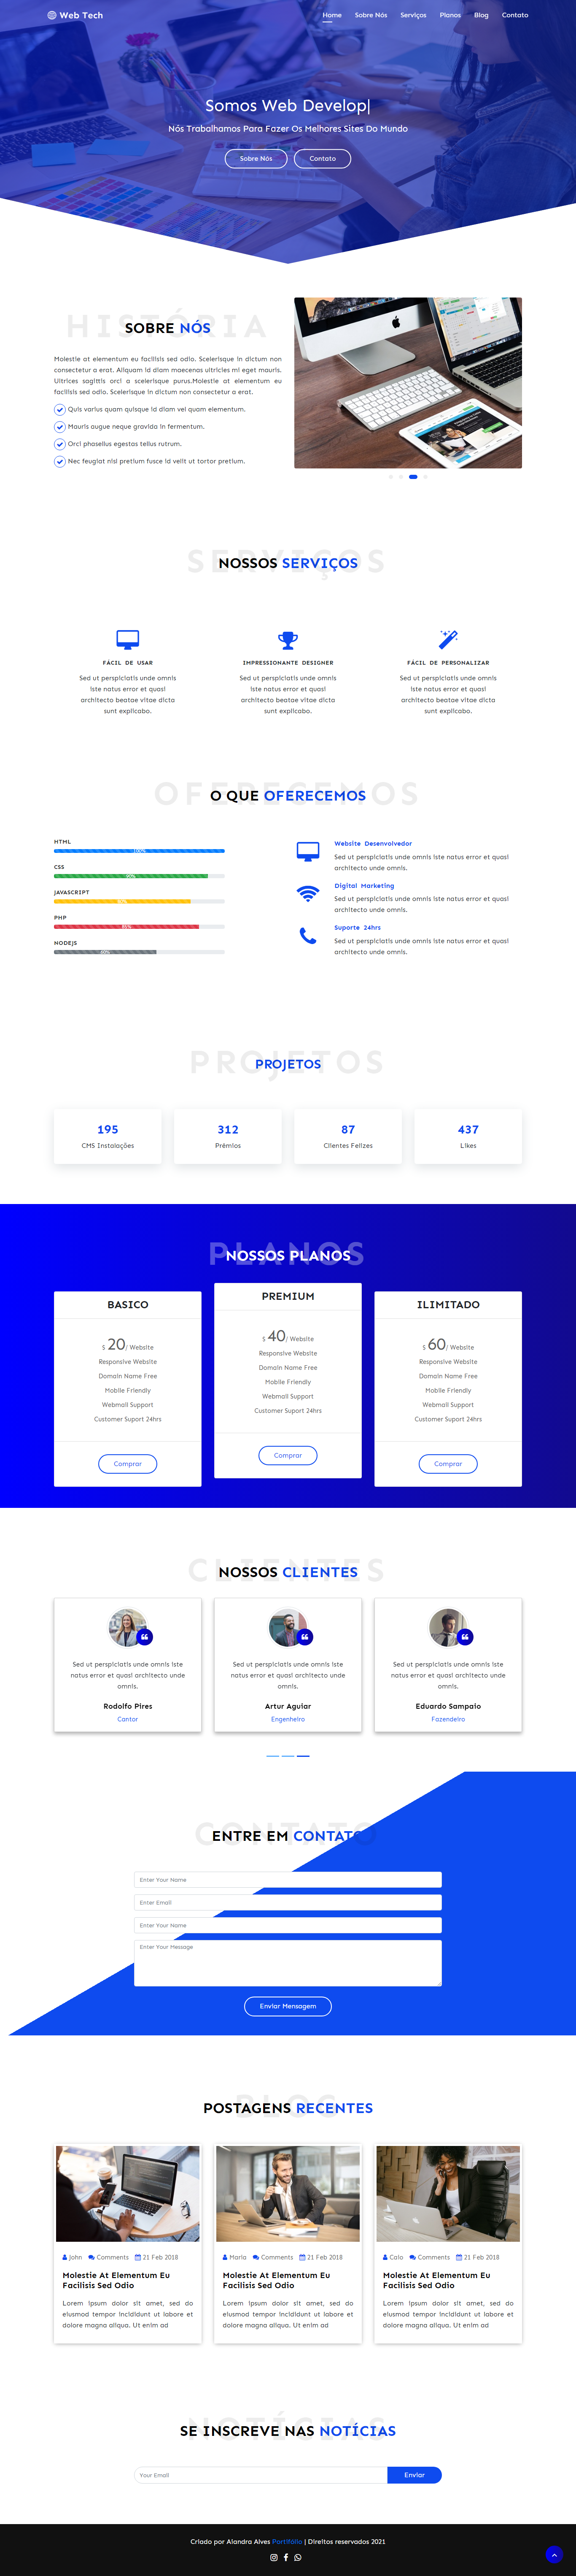 Web Tech
Home Sobre Nós Serviços Planos Blog Contato
Somos Web Develop|
Nós Trabalhamos Para Fazer Os Melhores Sites Do Mundo
Sobre Nós Contato
HISTÓRIA
SOBRE NÓS
Molestie at elementum eu facilisis sed odio. Scelerisque in dictum non
consectetur a erat. Aliquam id diam maecenas ultricies mi eget mauris.
Ultrices sagittis orci a scelerisque purus.Molestie at elementum eu
facilisis sed odio. Scelerisque in dictum non consectetur a erat.
Quis varius quam quisque id diam vel quam elementum.
Mauris augue neque gravida in fermentum.
Orci phasellus egestas tellus rutrum.
Nec feugiat nisl pretium fusce id velit ut tortor pretium.
SERVIÇOS
NOSSOS SERVIÇOS
FÁCIL DE USAR
Sed ut perspiciatis unde omnis
iste natus error et quasi
architecto beatae vitae dicta
sunt explicabo.
IMPRESSIONANTE DESIGNER
Sed ut perspiciatis unde omnis
iste natus error et quasi
architecto beatae vitae dicta
sunt explicabo.
FÁCIL DE PERSONALIZAR
Sed ut perspiciatis unde omnis
iste natus error et quasi
architecto beatae vitae dicta
sunt explicabo.
OFERECEMOS
O QUE OFERECEMOS
HTML
100%
CSS
90%
JAVASCRIPT
PHP
85%
NODEJS
60%
Website Desenvolvedor
Sed ut perspiciatis unde omnis iste natus error et quasi
architecto unde omnis.
Digital Marketing
Sed ut perspiciatis unde omnis iste natus error et quasi
architecto unde omnis.
Suporte 24hrs
Sed ut perspiciatis unde omnis iste natus error et quasi
architecto unde omnis.
PROJETOS
PROJETOS
195
CMS Instalações
312
Prêmios
87
Clientes Felizes
437
Likes
PLANOS
NOSSOS PLANOS
BASICO
$ 20/ Website
Responsive Website
Domain Name Free
Mobile Friendly
Webmail Support
Customer Suport 24hrs
Comprar
PREMIUM
$ 40/ Website
Responsive Website
Domain Name Free
Mobile Friendly
Webmail Support
Customer Suport 24hrs
Comprar
ILIMITADO
$ 60/ Website
Responsive Website
Domain Name Free
Mobile Friendly
Webmail Support
Customer Suport 24hrs
Comprar
CLIENTES
NOSSOS CLIENTES
Sed ut perspiciatis unde omnis iste
natus error et quasi architecto unde
omnis.
Rodolfo Pires
Cantor
Sed ut perspiciatis unde omnis iste
natus error et quasi architecto unde
omnis.
Artur Aguiar
Engenheiro
Sed ut perspiciatis unde omnis iste
natus error et quasi architecto unde
omnis.
Eduardo Sampaio
Fazendeiro
CONTATO
ENTRE EM CONTATO
Enter Your Name
Enter Email
Enter Your Name
Enter Your Message
Enviar Mensagem
BLOG
POSTAGENS RECENTES
John Comments 21 Feb 2018
Molestie At Elementum Eu
Facilisis Sed Odio
Lorem ipsum dolor sit amet, sed do
eiusmod tempor incididunt ut labore et
dolore magna aliqua. Ut enim ad
Maria Comments 21 Feb 2018
Molestie At Elementum Eu
Facilisis Sed Odio
Lorem ipsum dolor sit amet, sed do
eiusmod tempor incididunt ut labore et
dolore magna aliqua. Ut enim ad
Caio Comments 21 Feb 2018
Molestie At Elementum Eu
Facilisis Sed Odio
Lorem ipsum dolor sit amet, sed do
eiusmod tempor incididunt ut labore et
dolore magna aliqua. Ut enim ad
SE INSCREVE NAS NOTÍCIAS
Your Email
Enviar
Criado por Alandra Alves Portifólio | Direitos reservados 2021